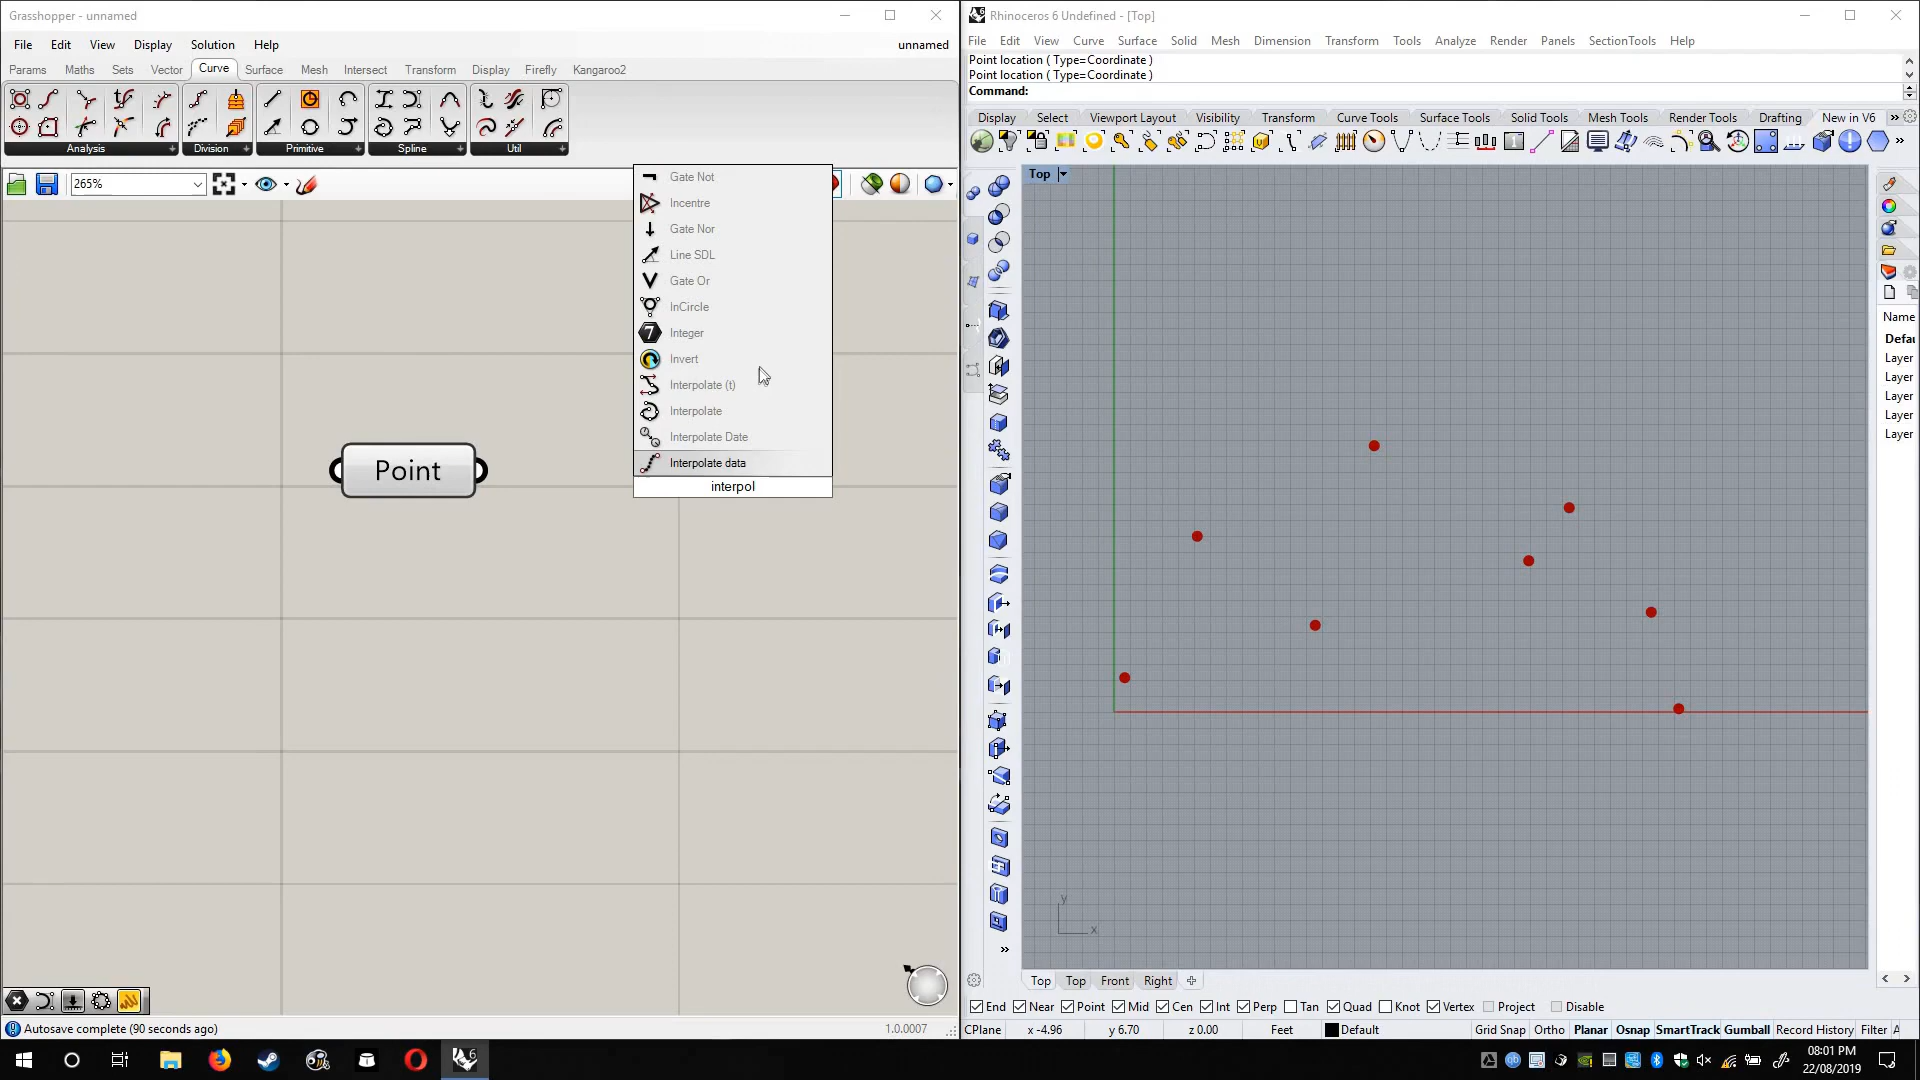 Grasshopper - unnamed
File Edit View Display Solution Help
unnamed
Params Maths Sets Vector Curve Surface Mesh Intersect Transform Display Firefly Kangaroo2
Analysis Division Primitive Spline Util
265%
Gate Not
Incentre
Gate Nor
Line SDL
Gate Or
InCircle
7 Integer
Invert
Interpolate (t)
Interpolate
Interpolate Date
Interpolate data
interpol
Point
Autosave complete (90 seconds ago)
1.0.0007
Rhinoceros 6 Undefined - [Top]
File Edit View Curve Surface Solid Mesh Dimension Transform Tools Analyze Render Panels SectionTools Help
Point location ( Type=Coordinate )
Point location ( Type=Coordinate )
Command:
Display Select Viewport Layout Visibility Transform Curve Tools Surface Tools Solid Tools Mesh Tools Render Tools Drafting New in V6
Top
Name
Defau
Layer
Layer
Layer
Layer
Layer
y
x
Top Top Front Right
End Near Point Mid Cen Int Perp Tan Quad Knot Vertex Project Disable
CPlane x -4.96 y 6.70 z 0.00 Feet Default Grid Snap Ortho Planar Osnap SmartTrack Gumball Record History Filter A
6
08:01 PM
22/08/2019